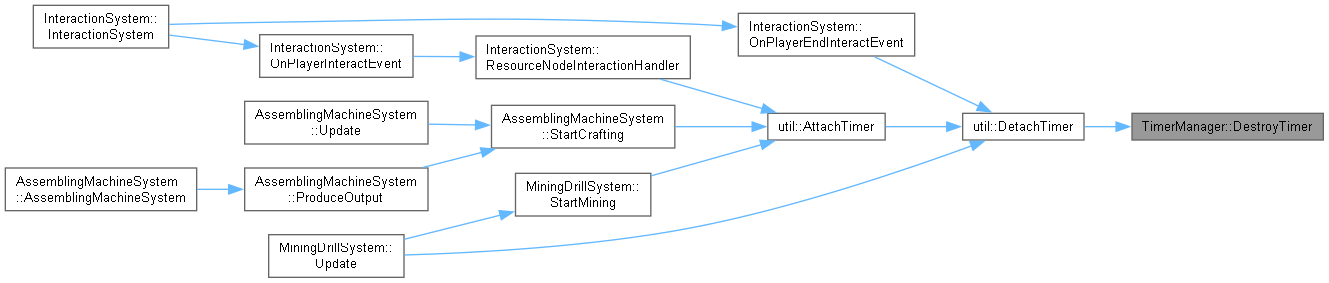 InteractionSystem::
InteractionSystem
InteractionSystem::
OnPlayerInteractEvent
InteractionSystem::
ResourceNodeInteractionHandler
InteractionSystem::
OnPlayerEndInteractEvent
AssemblingMachineSystem
::Update
AssemblingMachineSystem
::StartCrafting
util::AttachTimer
util::DetachTimer
TimerManager::DestroyTimer
AssemblingMachineSystem
::AssemblingMachineSystem
AssemblingMachineSystem
::ProduceOutput
MiningDrillSystem::
StartMining
MiningDrillSystem::
Update